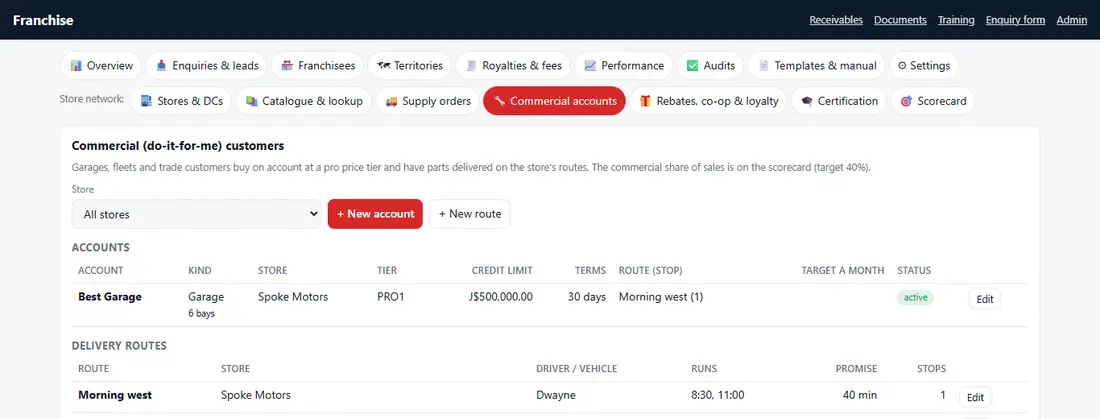 Franchise Receivables Documents Training Enquiry form Admin
Overview Enquiries & leads Franchisees Territories Royalties & fees Performance Audits Templates & manual Settings
Store network: Stores & DCs Catalogue & lookup Supply orders Commercial accounts Rebates, co-op & loyalty Certification Scorecard
Commercial (do-it-for-me) customers
Garages, fleets and trade customers buy on account at a pro price tier and have parts delivered on the store's routes. The commercial share of sales is on the scorecard (target 40%).
Store
All stores + New account + New route
ACCOUNTS
ACCOUNT KIND STORE TIER CREDIT LIMIT TERMS ROUTE (STOP) TARGET A MONTH STATUS
Best Garage Garage Spoke Motors PRO1 J$500,000.00 30 days Morning west (1) active Edit
6 bays
DELIVERY ROUTES
ROUTE STORE DRIVER / VEHICLE RUNS PROMISE STOPS
Morning west Spoke Motors Dwayne 8:30, 11:00 40 min 1 Edit